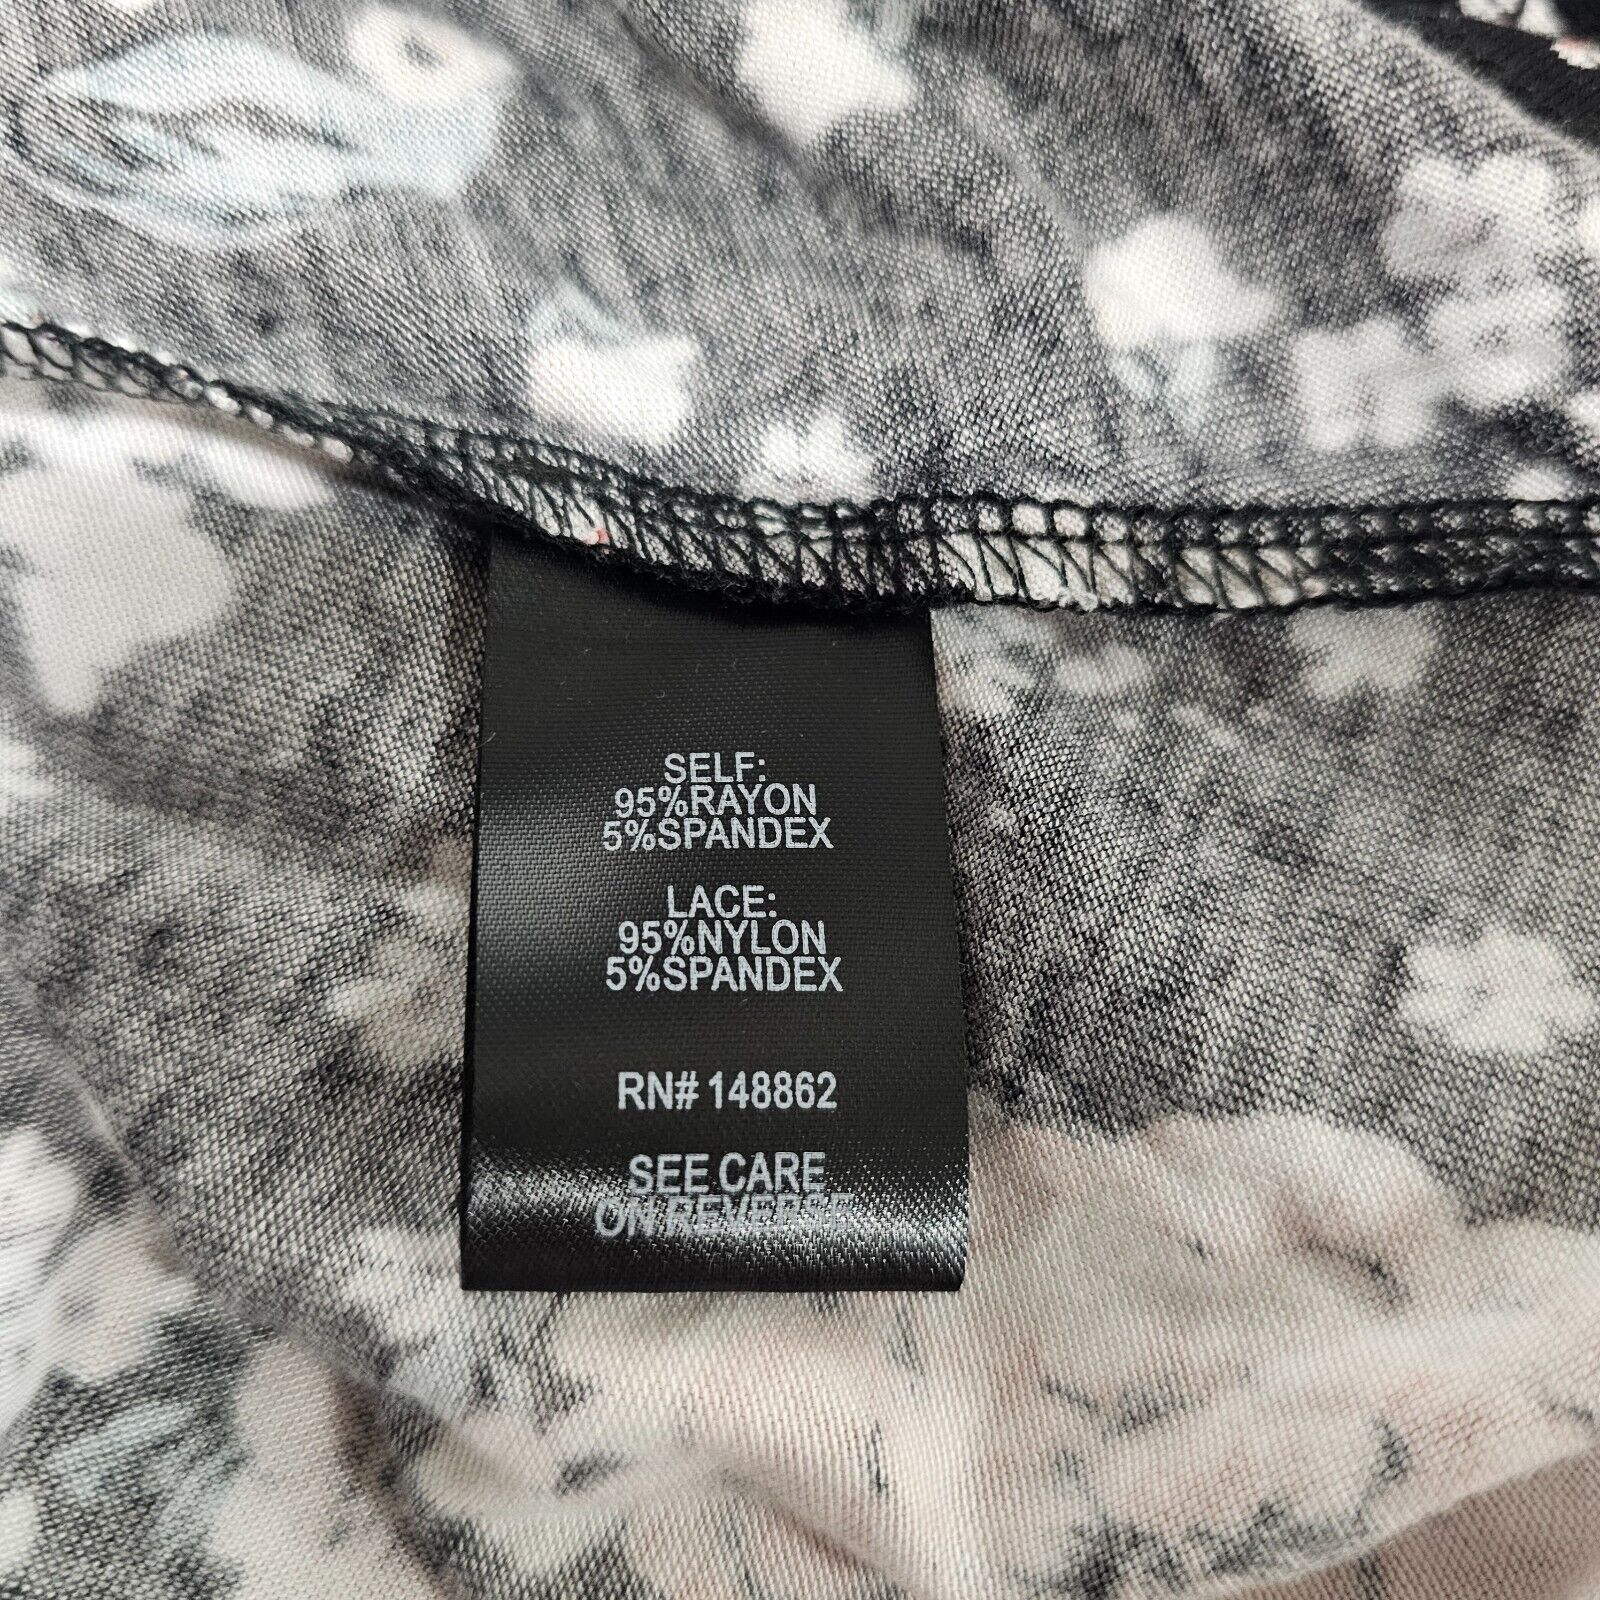 SELF:
95%RAYON
5%SPANDEX
LACE:
95%NYLON
5%SPANDEX
RN# 148862
SEE CARE
ON REVERSE